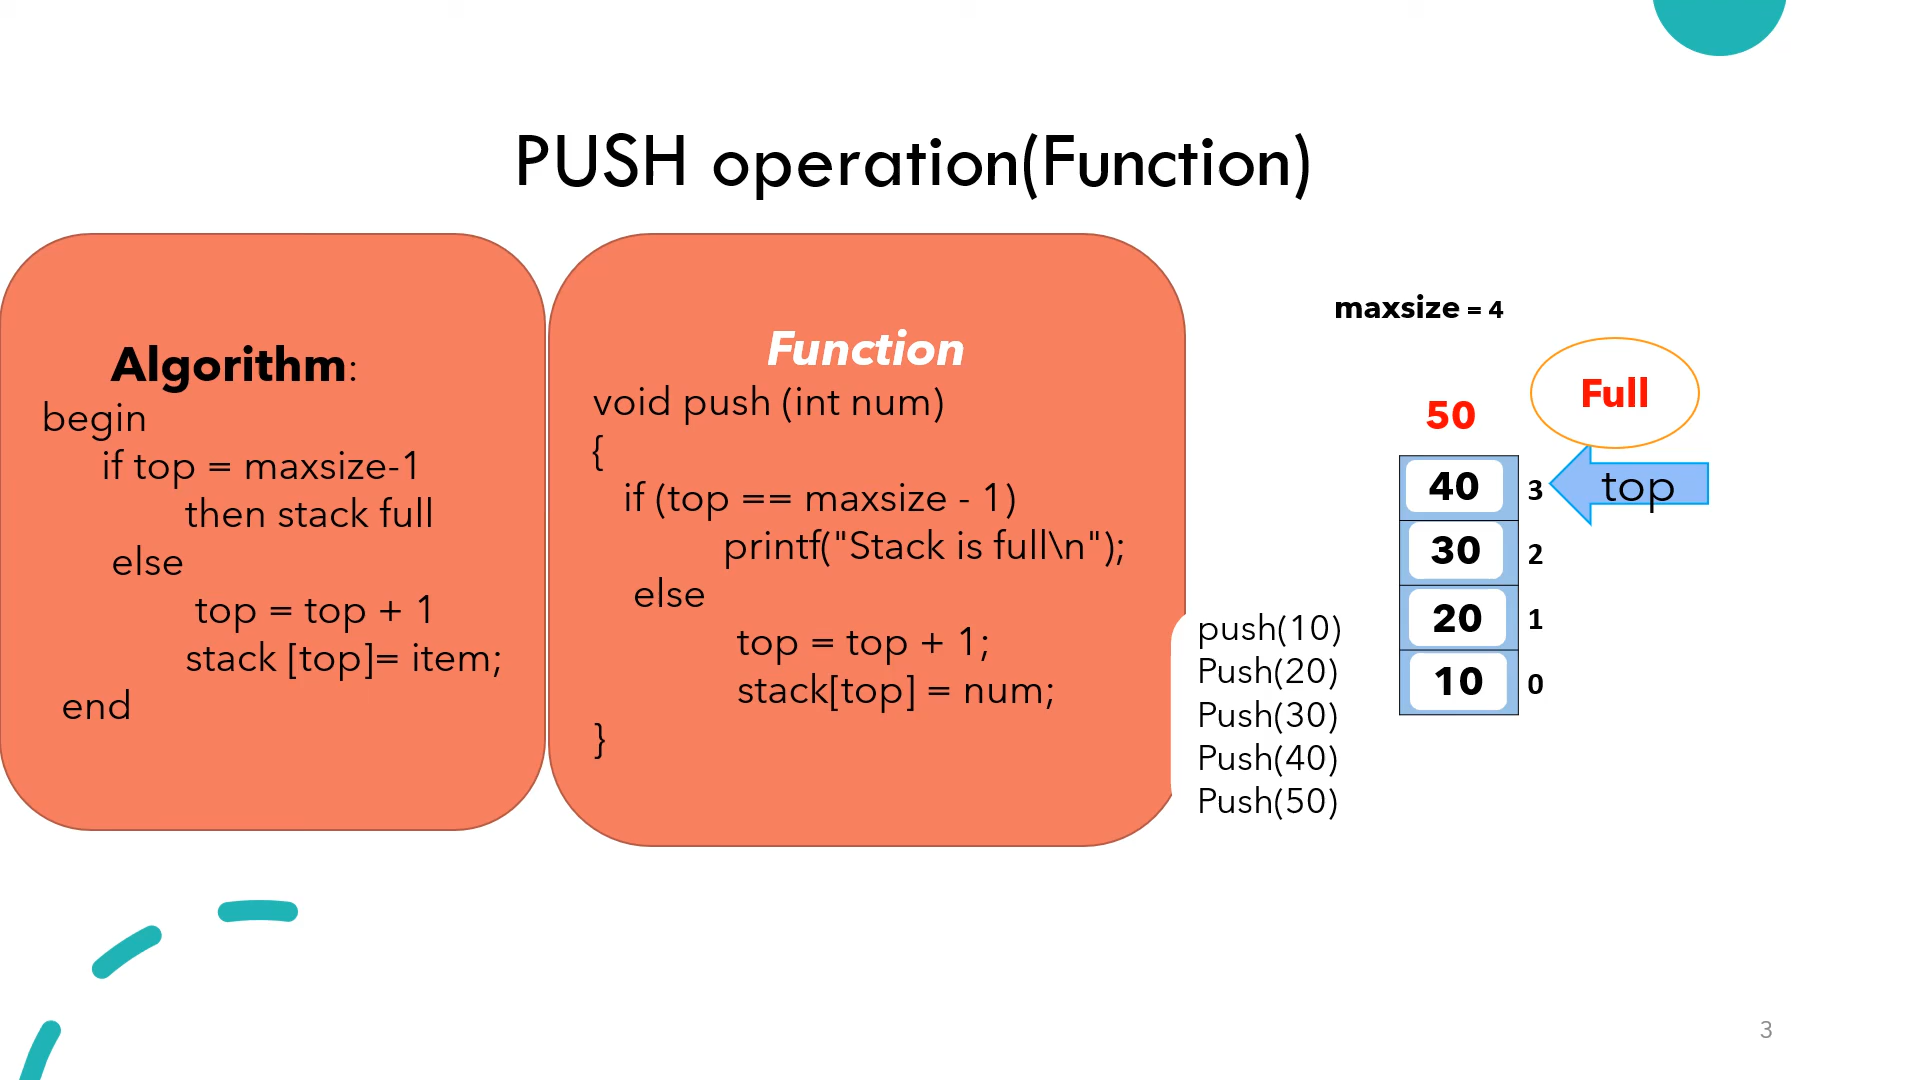 PUSH operation(Function)
Algorithm:
begin
if top = maxsize-1
then stack full
else
top = top + 1
stack [top]= item;
end
Function
void push (int num)
{
if (top == maxsize - 1)
printf("Stack is full\n");
else
top = top + 1;
stack[top] = num;
}
push(10)
Push(20)
Push(30)
Push(40)
Push(50)
maxsize = 4
Full
50
40 3 top
30 2
20 1
10 0
3